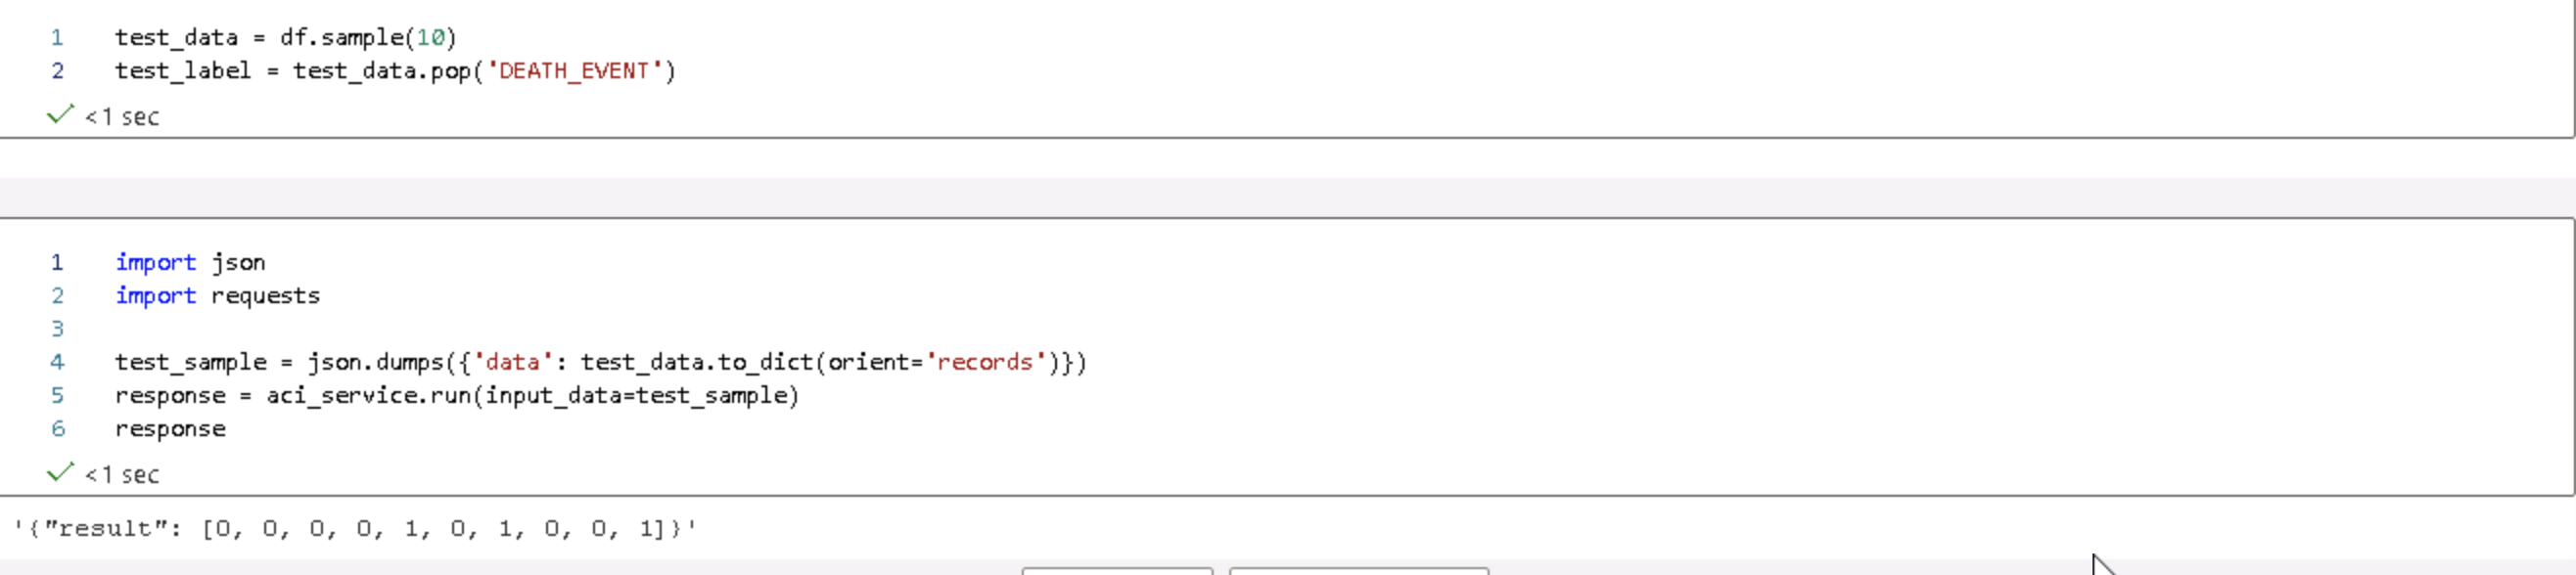 1 test_data = df.sample(10)
2 test_label = test_data.pop('DEATH_EVENT')
<1 sec
1 import json
2 import requests
3
4 test_sample = json.dumps({'data': test_data.to_dict(orient='records')})
5 response = aci_service.run(input_data=test_sample)
6 response
<1 sec
'{"result": [0, 0, 0, 0, 1, 0, 1, 0, 0, 1]}'